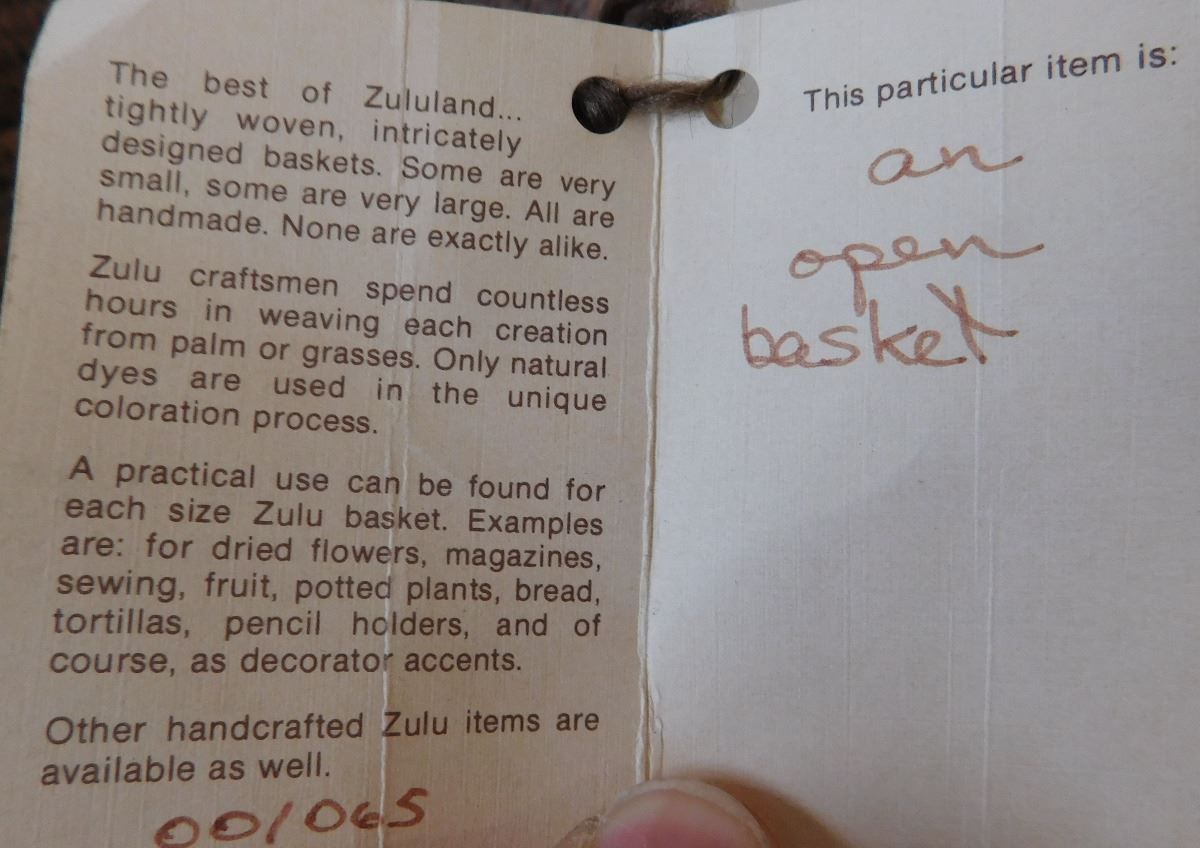 The best of Zululand...
tightly woven, intricately
designed baskets. Some are very
small, some are very large. All are
handmade. None are exactly alike.
Zulu craftsmen spend countless
hours in weaving each creation
from palm or grasses. Only natural
dyes are used in the unique
coloration process.
A practical use can be found for
each size Zulu basket. Examples
are: for dried flowers, magazines,
sewing, fruit, potted plants, bread,
tortillas, pencil holders, and of
course, as decorator accents.
Other handcrafted Zulu items are
available as well.
001065
This particular item is:
an
open
basket